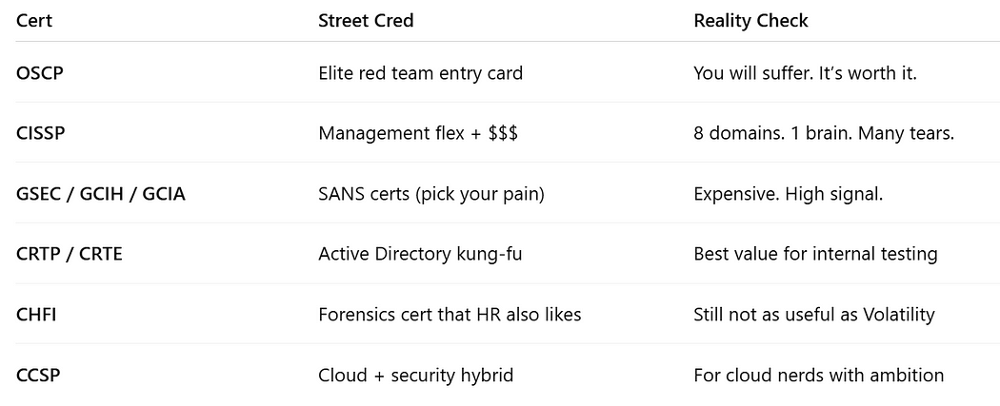 Cert Street Cred Reality Check
OSCP Elite red team entry card You will suffer. It’s worth it.
CISSP Management flex + $$$ 8 domains. 1 brain. Many tears.
GSEC / GCIH / GCIA SANS certs (pick your pain) Expensive. High signal.
CRTP / CRTE Active Directory kung-fu Best value for internal testing
CHFI Forensics cert that HR also likes Still not as useful as Volatility
CCSP Cloud + security hybrid For cloud nerds with ambition